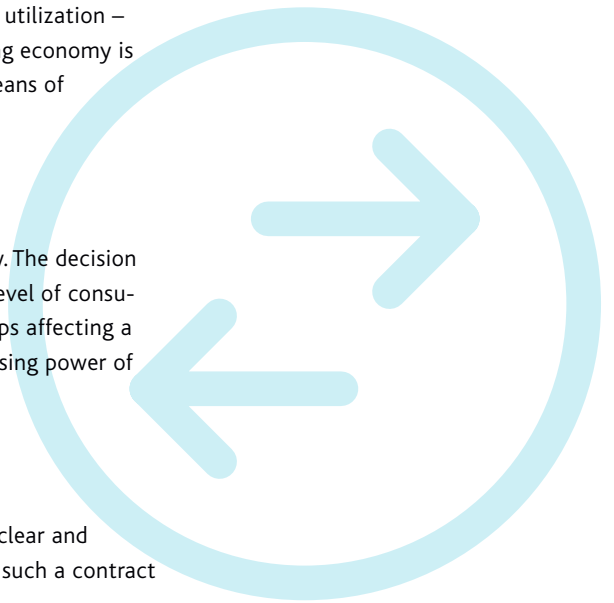 utilization –
ng economy is
eans of
y. The decision
evel of consu-
ps affecting a
sing power of
clear and
such a contract